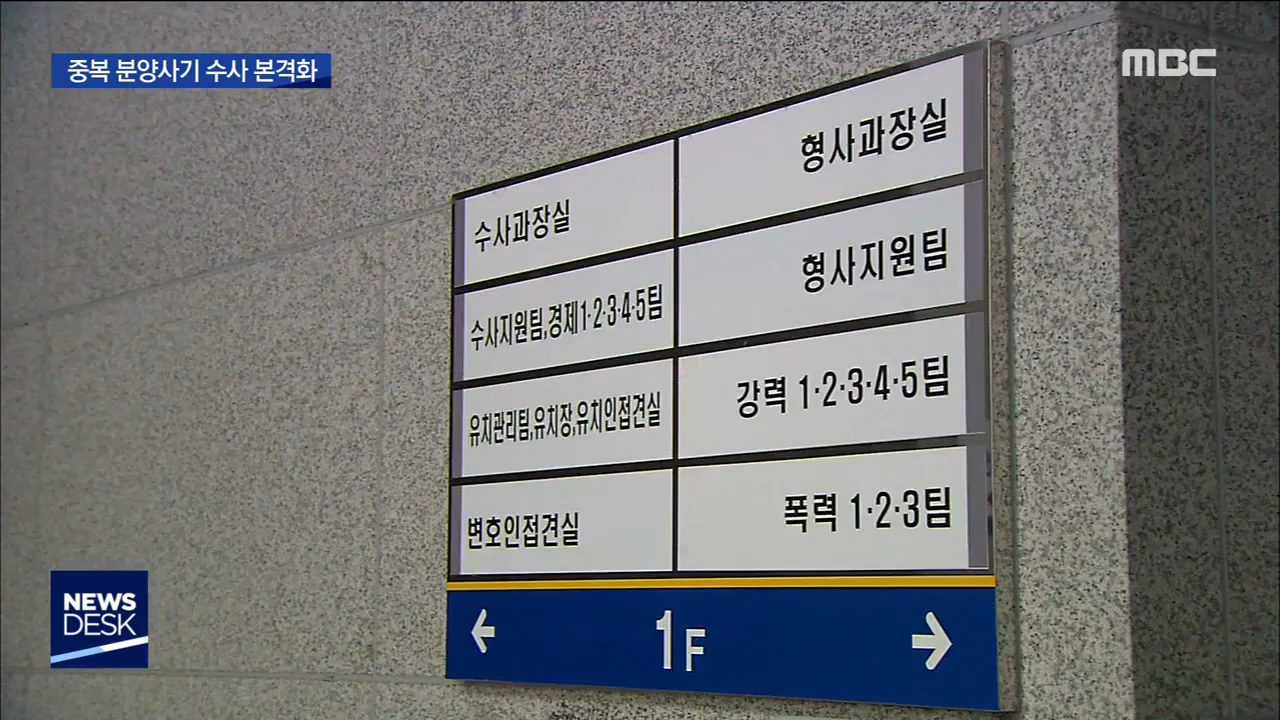 중복 분양사기 수사 본격화
MBC
수사과장실
형사과장실
수사지원팀,경제1·2·3·4·5팀
형사지원팀
유치관리팀,유치장,유치인접견실
강력 1·2·3·4·5팀
변호인접견실
폭력 1·2·3팀
← 1F →
NEWS
DESK